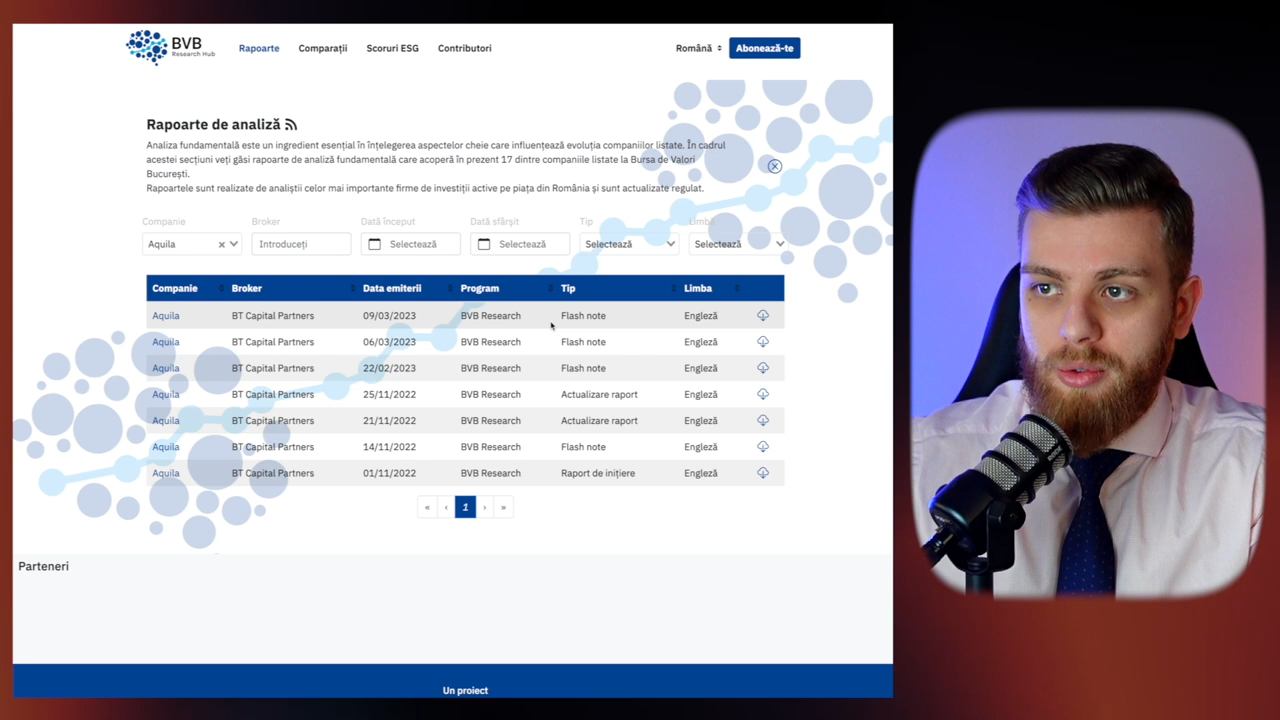 BVB
Research Hub
Rapoarte
Comparații
Scoruri ESG
Contributori
Română
Abonează-te
Rapoarte de analiză
Analiza fundamentală este un ingredient esențial în înțelegerea aspectelor cheie care influențează evoluția companiilor listate. În cadrul
acestei secțiuni veți găsi rapoarte de analiză fundamentală care acoperă în prezent 17 dintre companiile listate la Bursa de Valori
București.
Rapoartele sunt realizate de analiștii celor mai importante firme de investiții active pe piața din România și sunt actualizate regulat.
Companie Broker Dată început Dată sfârșit Tip Limbă
Aquila Introduceți Selectează Selectează Selectează Selectează
Companie Broker Data emiterii Program Tip Limba
Aquila BT Capital Partners 09/03/2023 BVB Research Flash note Engleză
Aquila BT Capital Partners 06/03/2023 BVB Research Flash note Engleză
Aquila BT Capital Partners 22/02/2023 BVB Research Flash note Engleză
Aquila BT Capital Partners 25/11/2022 BVB Research Actualizare raport Engleză
Aquila BT Capital Partners 21/11/2022 BVB Research Actualizare raport Engleză
Aquila BT Capital Partners 14/11/2022 BVB Research Flash note Engleză
Aquila BT Capital Partners 01/11/2022 BVB Research Raport de inițiere Engleză
« ‹ 1 › »
Parteneri
Un proiect